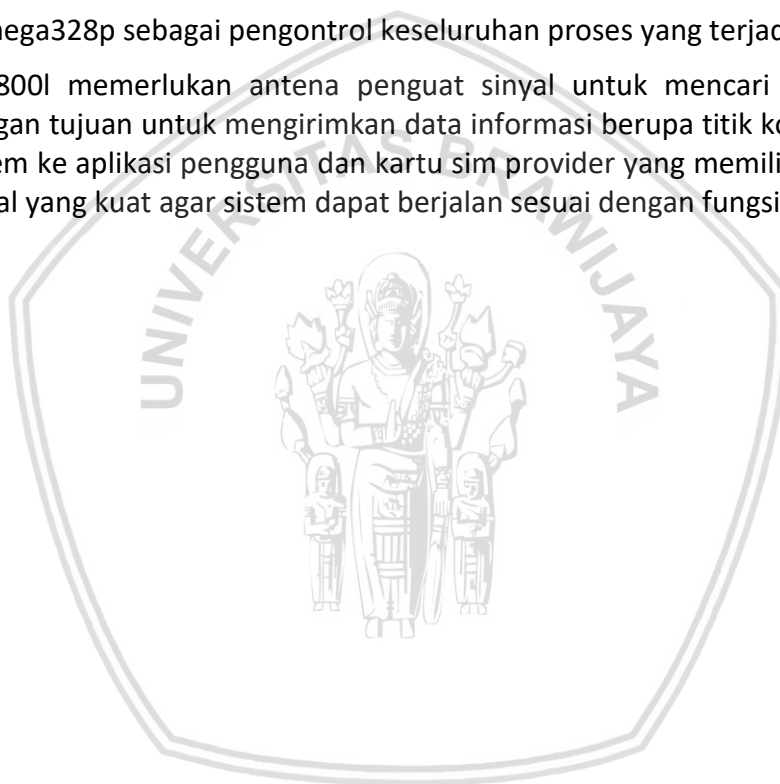 mega328p sebagai pengontrol keseluruhan proses yang terjad
800l memerlukan antena penguat sinyal untuk mencari
gan tujuan untuk mengirimkan data informasi berupa titik ko
em ke aplikasi pengguna dan kartu sim provider yang memili
al yang kuat agar sistem dapat berjalan sesuai dengan fungsi
UNIVERSITAS BRAWIJAYA